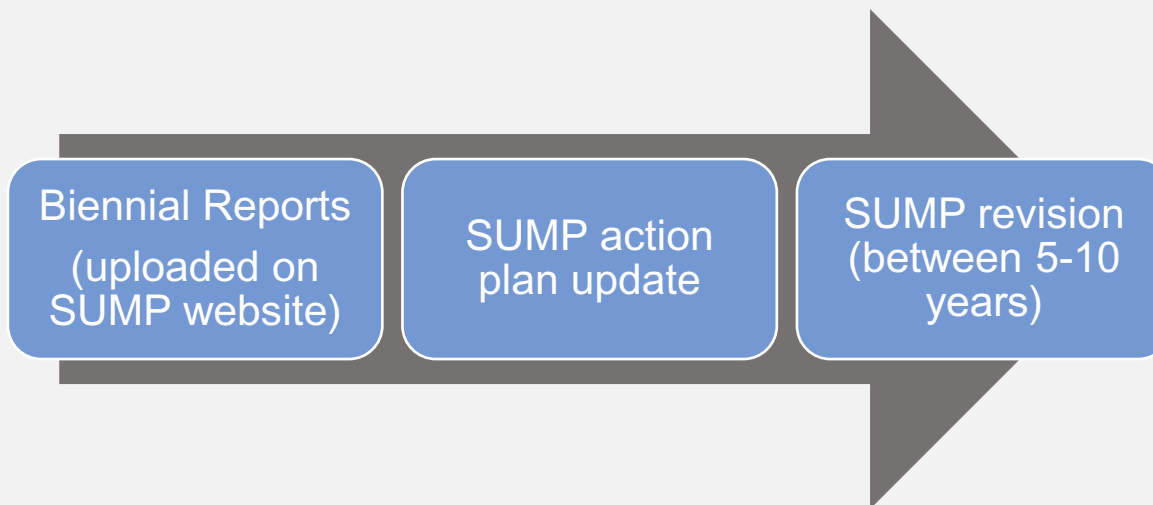 Biennial Reports
(uploaded on
SUMP website)
SUMP action
plan update
SUMP revision
(between 5-10
years)